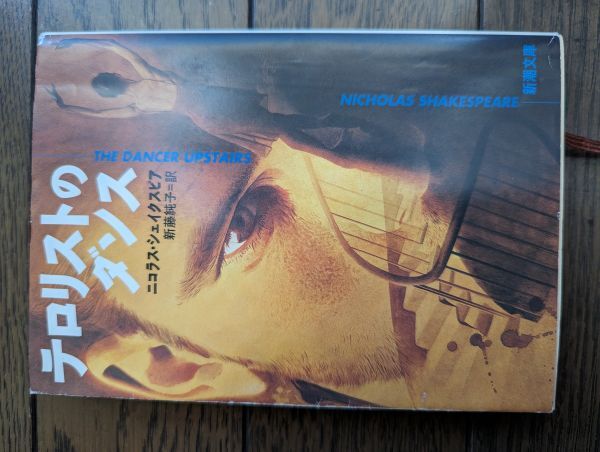 新潮文庫
NICHOLAS SHAKESPEARE
THE DANCER UPSTAIRS
テロリストの
ダンス
ニコラス・シェイクスピア
新藤純子=訳